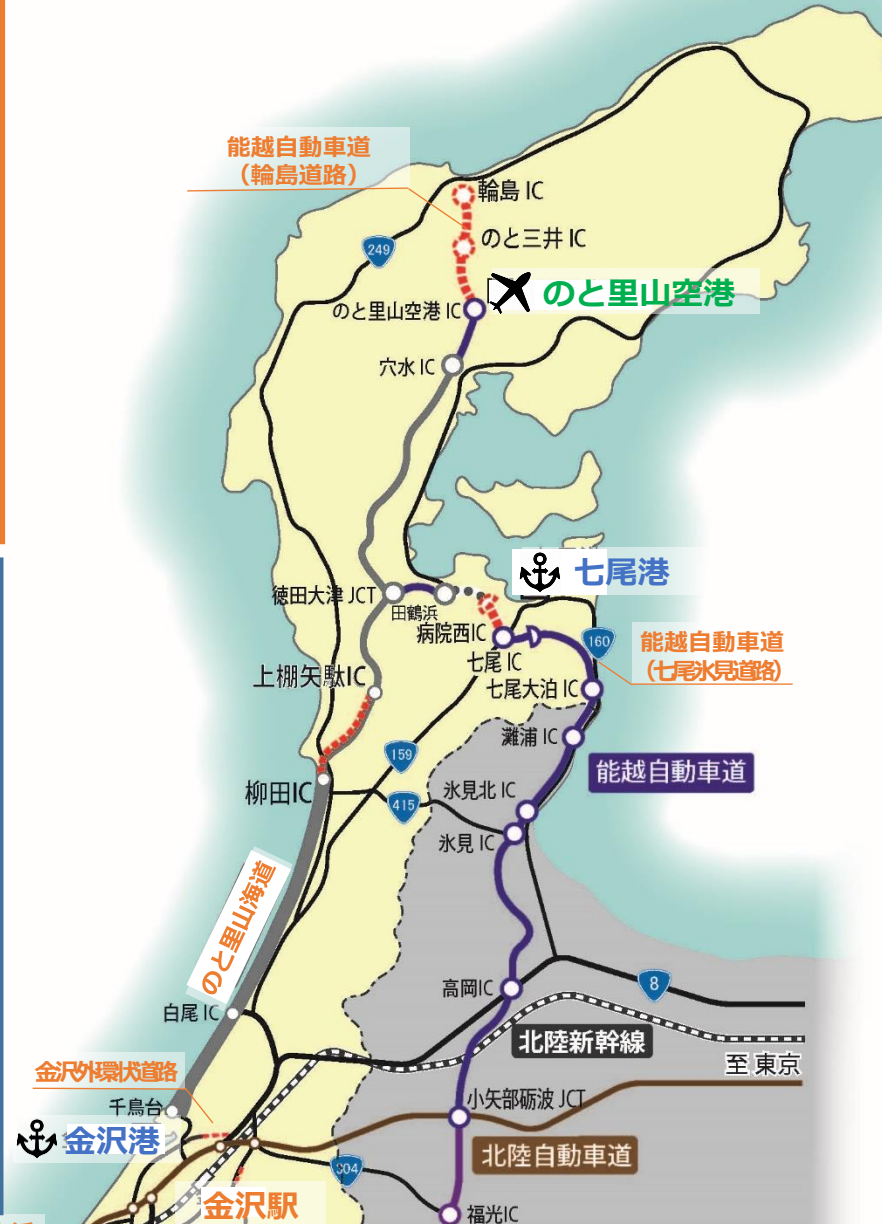 能越自動車道
（輪島道路）
輪島 IC
のと三井 IC
249
のと里山空港
のと里山空港 IC
穴水 IC
七尾港
徳田大津 JCT
田鶴浜
病院西IC
160
能越自動車道
（七尾氷見道路）
七尾 IC
上棚矢駄IC
七尾大泊 IC
灘浦 IC
159
能越自動車道
柳田IC
415
氷見北 IC
氷見 IC
のと里山海道
高岡IC
8
白尾 IC
北陸新幹線
至 東京
金沢外環状道路
千鳥台
小矢部砺波 JCT
金沢港
北陸自動車道
304
金沢駅
福光IC